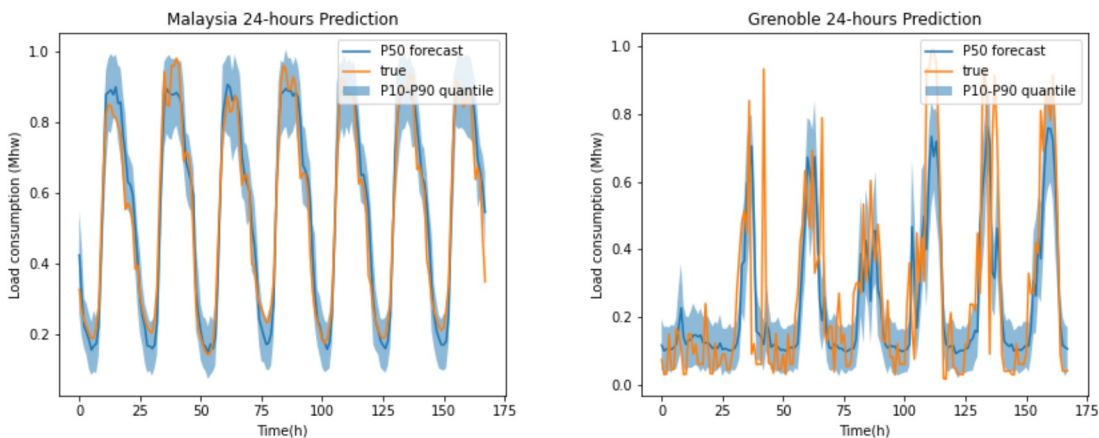 Malaysia 24-hours Prediction
P50 forecast
true
P10-P90 quantile
Load consumption (Mhw)
1.0
0.8
0.6
0.4
0.2
0 25 50 75 100 125 150 175
Time(h)
Grenoble 24-hours Prediction
P50 forecast
true
P10-P90 quantile
Load consumption (Mhw)
1.0
0.8
0.6
0.4
0.2
0.0
0 25 50 75 100 125 150 175
Time(h)